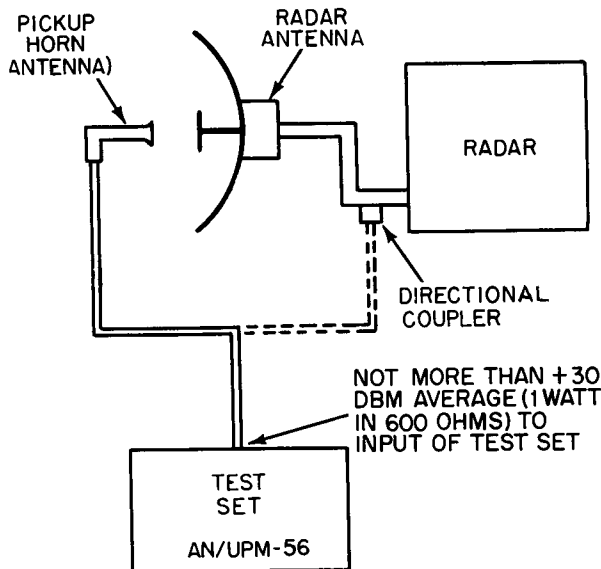 PICKUP
HORN
ANTENNA)
RADAR
ANTENNA
RADAR
DIRECTIONAL
COUPLER
NOT MORE THAN +30
DBM AVERAGE (1 WATT
IN 600 OHMS) TO
INPUT OF TEST SET
TEST
SET
AN/UPM-56